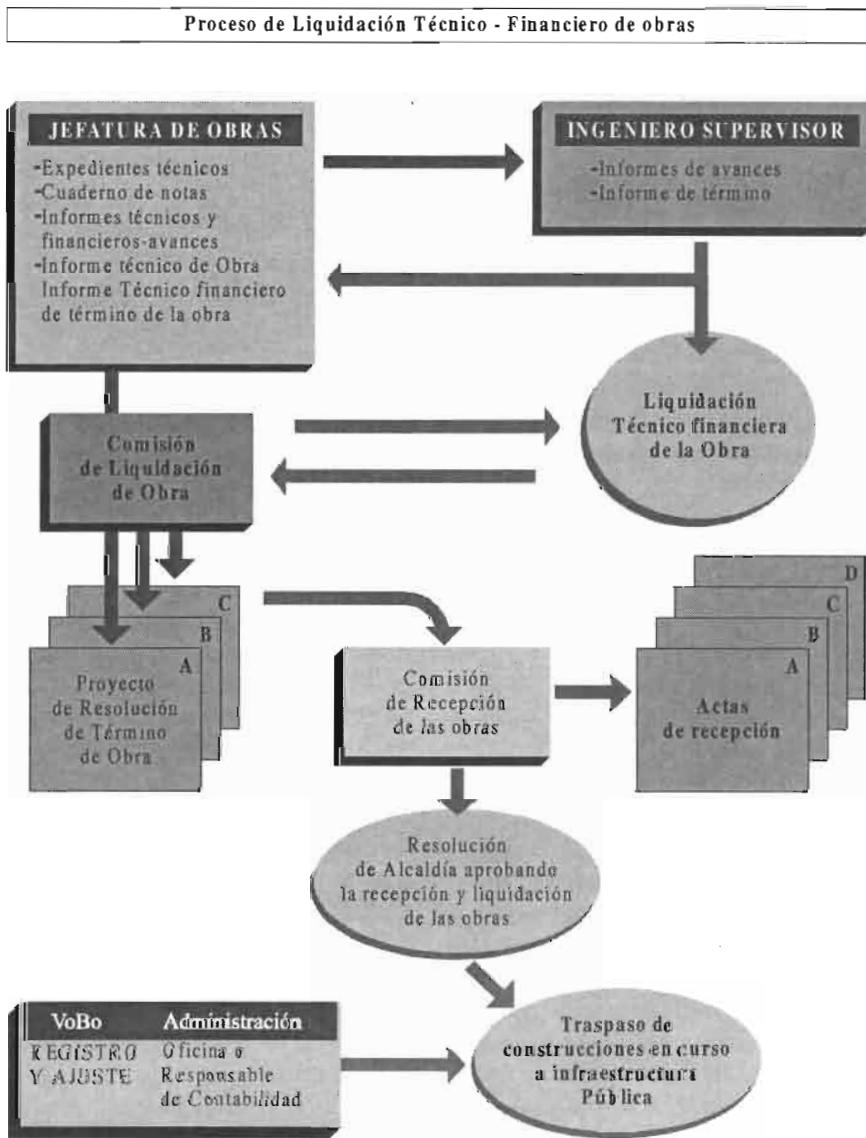 Proceso de Liquidación Técnico - Financiero de obras
JEFATURA DE OBRAS
-Expedientes técnicos
-Cuaderno de notas
-Informes técnicos y
financieros-avances
-Informe técnico de Obra
Informe Técnico financiero
de término de la obra
INGENIERO SUPERVISOR
-Informes de avances
-Informe de término
Liquidación
Técnico financiera
de la Obra
Comisión
de Liquidación
de Obra
C
B
A
Proyecto
de Resolución
de Término
de Obra
Comisión
de Recepción
de las obras
D
C
B
A
Actas
de recepción
Resolución
de Alcaldía aprobando
la recepción y liquidación
de las obras
VoBo
REGISTRO
Y AJUSTE
Administración
Oficina o
Responsable
de Contabilidad
Traspaso de
construcciones en curso
a infraestructura
Pública